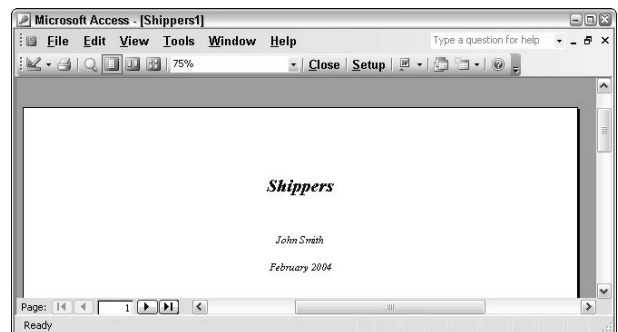 Microsoft Access - [Shippers1]
File Edit View Tools Window Help Type a question for help
75% Close Setup
Shippers
John Smith
February 2004
Page: 1
Ready